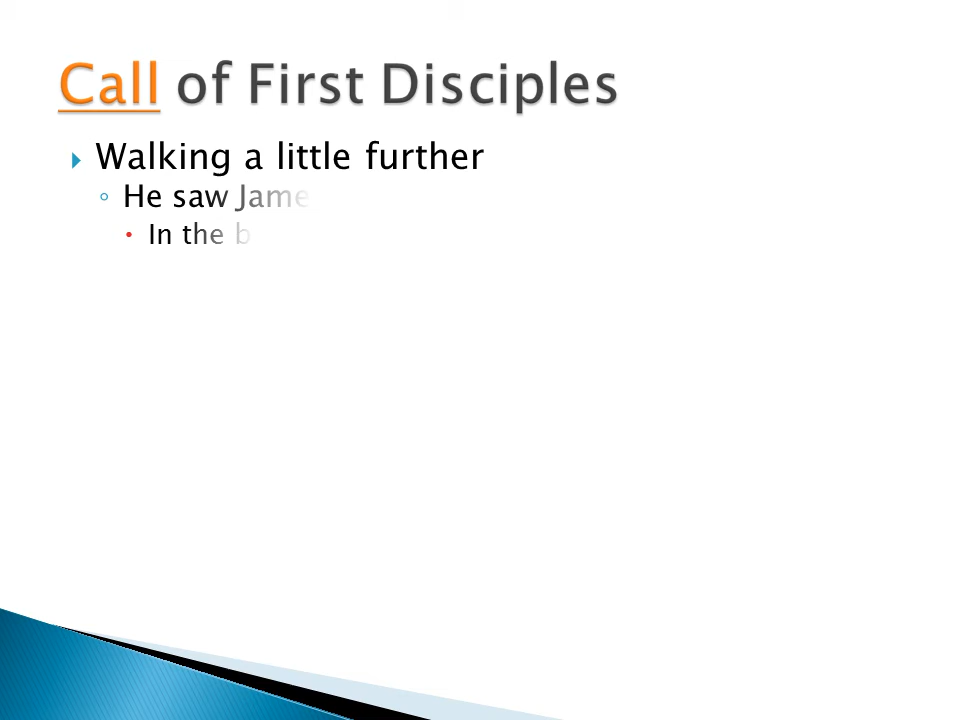 Call of First Disciples
Walking a little further
He saw Jame
In the b